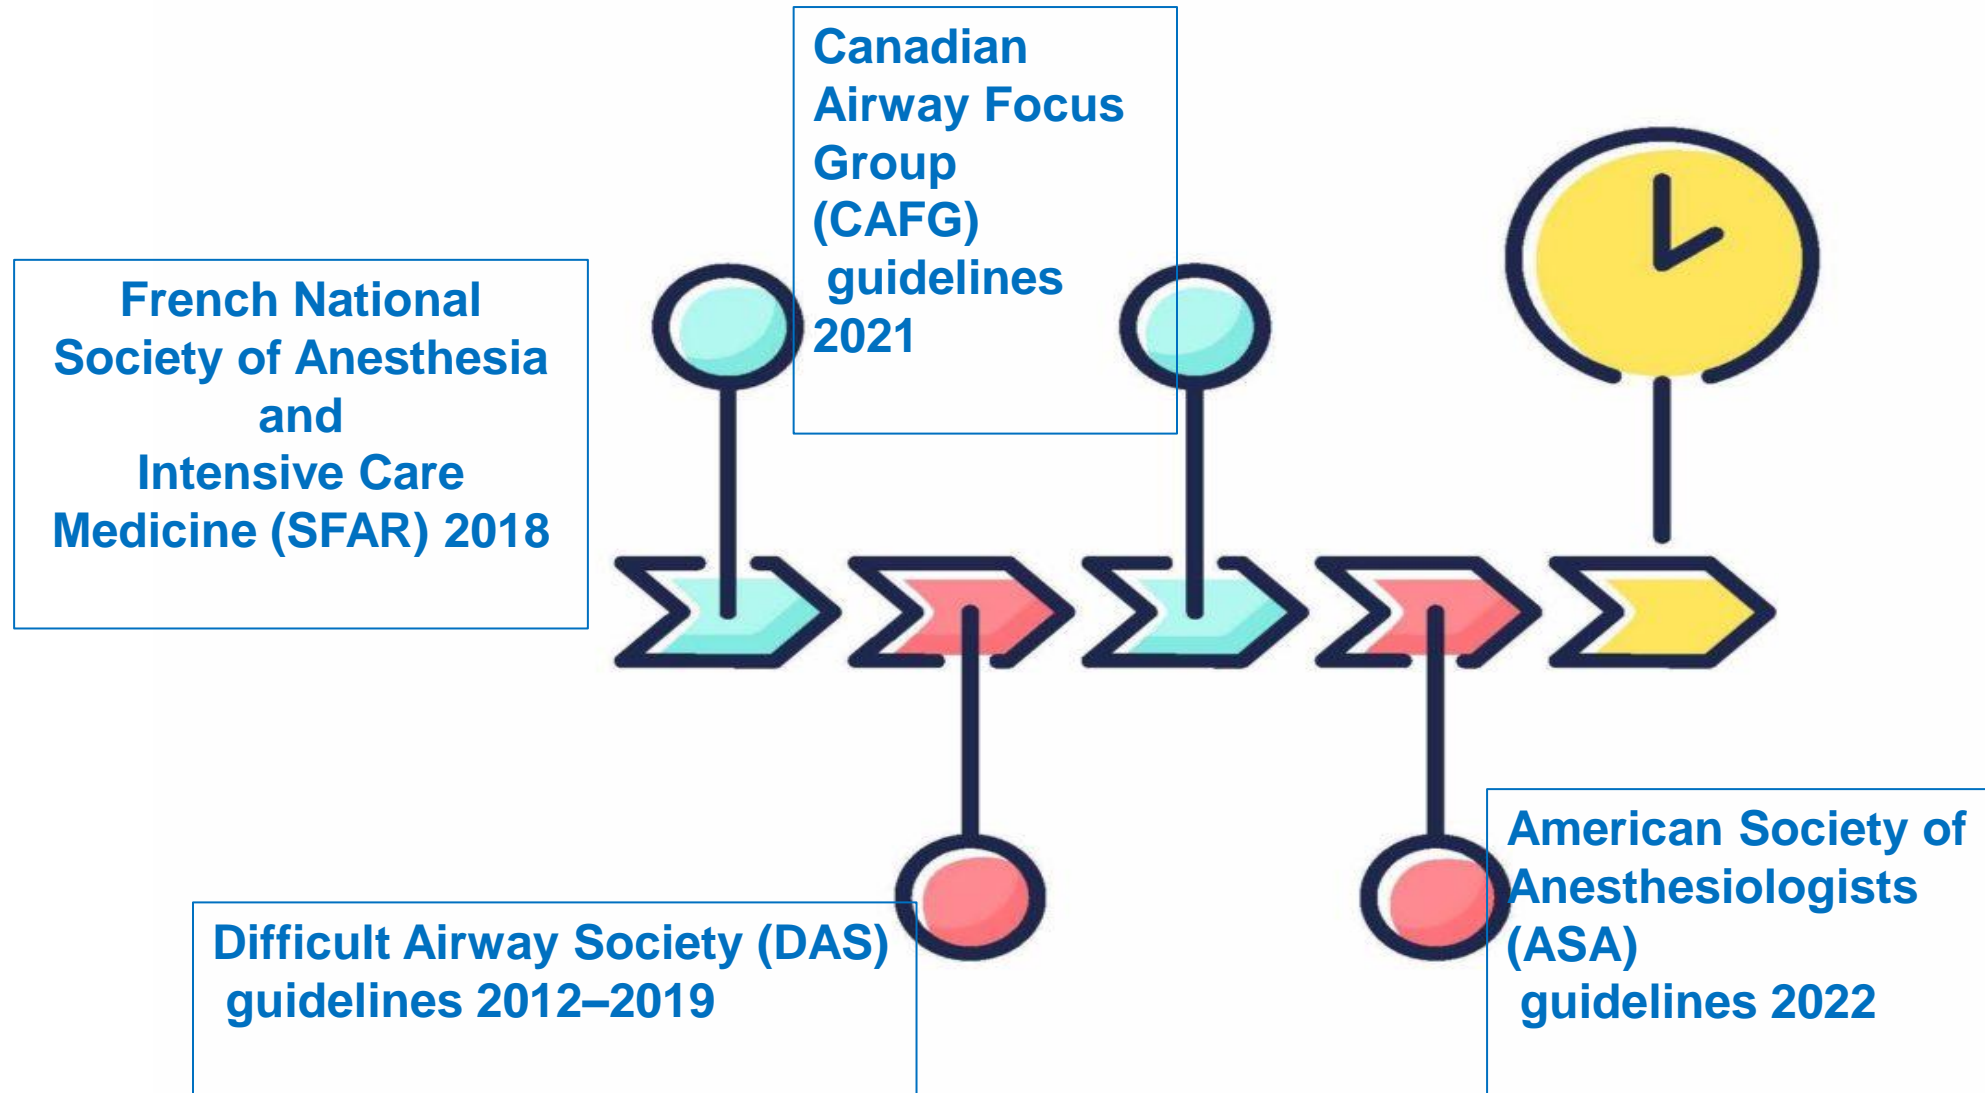 French National
Society of Anesthesia
and
Intensive Care
Medicine (SFAR) 2018
Difficult Airway Society (DAS)
guidelines 2012–2019
Canadian
Airway Focus
Group
(CAFG)
guidelines
2021
American Society of
Anesthesiologists
(ASA)
guidelines 2022